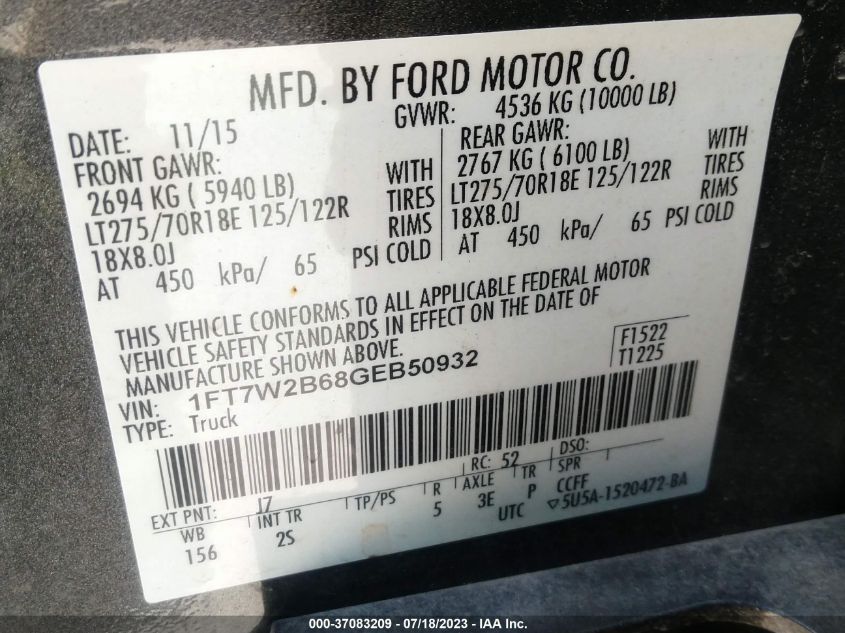 MFD. BY FORD MOTOR CO.
DATE: 11/15 GVWR: 4536 KG (10000 LB)
FRONT GAWR: REAR GAWR:
2694 KG ( 5940 LB) WITH 2767 KG ( 6100 LB) WITH
LT275/70R18E 125/122R TIRES LT275/70R18E 125/122R TIRES
18X8.0J RIMS 18X8.0J RIMS
AT 450 kPa/ 65 PSI COLD AT 450 kPa/ 65 PSI COLD
THIS VEHICLE CONFORMS TO ALL APPLICABLE FEDERAL MOTOR
VEHICLE SAFETY STANDARDS IN EFFECT ON THE DATE OF
MANUFACTURE SHOWN ABOVE.
VIN: 1FT7W2B68GEB50932 F1522
TYPE: Truck T1225
EXT PNT: J7 RC: 52 DSO:
WB INT TR TP/PS R AXLE TR SPR
156 2S 5 3E P CCFF
UTC ▽5U5A-1520472-BA
000-37083209 - 07/18/2023 - IAA Inc.